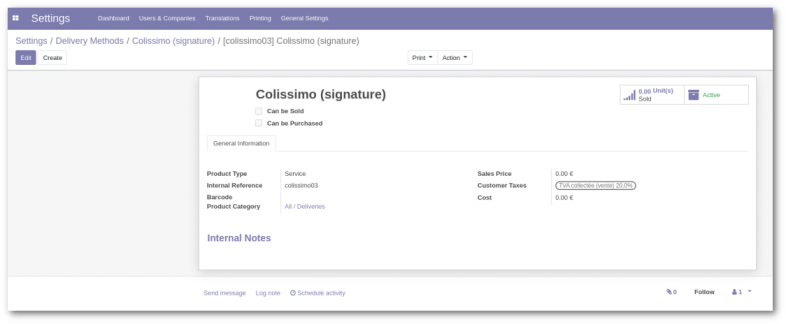 Settings Dashboard Users & Companies Translations Printing General Settings
Settings / Delivery Methods / Colissimo (signature) / [colissimo03] Colissimo (signature)
Edit Create Print Action
Colissimo (signature)
0.00 Unit(s)
Sold
Active
Can be Sold
Can be Purchased
General Information
Product Type Service
Internal Reference colissimo03
Barcode
Product Category All / Deliveries
Sales Price 0.00 €
Customer Taxes TVA collectée (vente) 20,0%
Cost 0.00 €
Internal Notes
Send message Log note Schedule activity 0 Follow 1